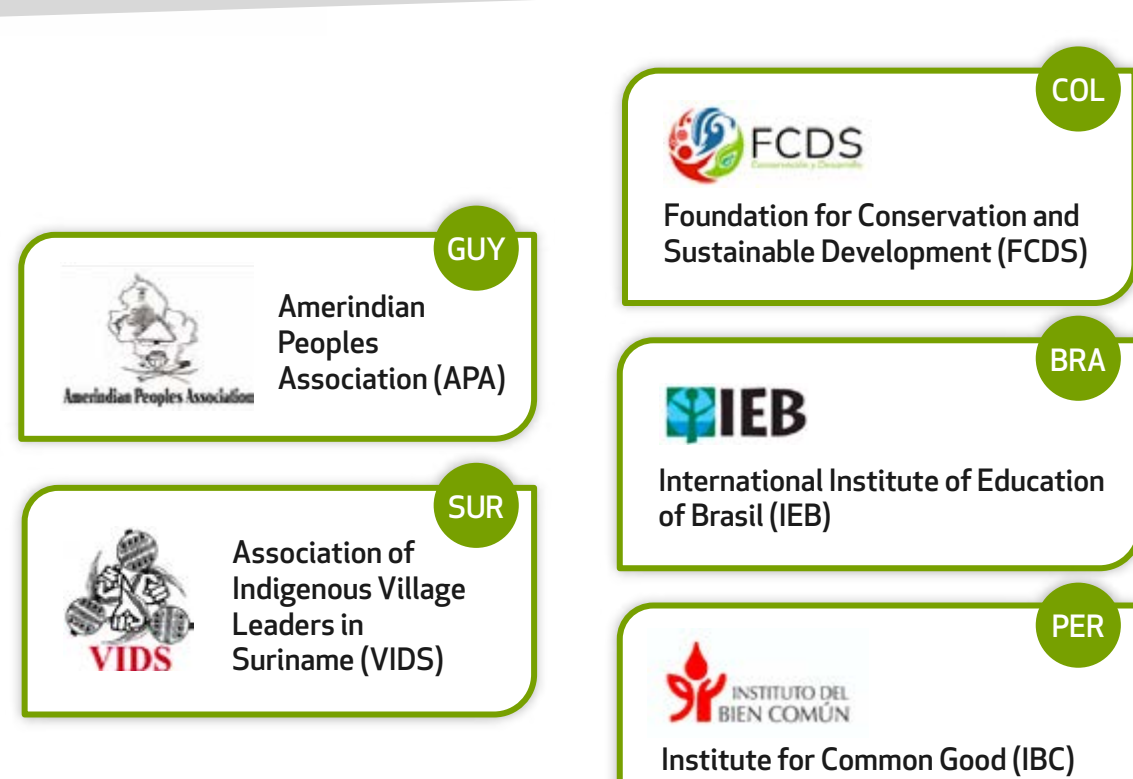 GUY
Amerindian Peoples Association
Amerindian
Peoples
Association (APA)
SUR
VIDS
Association of
Indigenous Village
Leaders in
Suriname (VIDS)
COL
FCDS
Conservación y Desarrollo
Foundation for Conservation and
Sustainable Development (FCDS)
BRA
IEB
International Institute of Education
of Brasil (IEB)
PER
INSTITUTO DEL
BIEN COMÚN
Institute for Common Good (IBC)